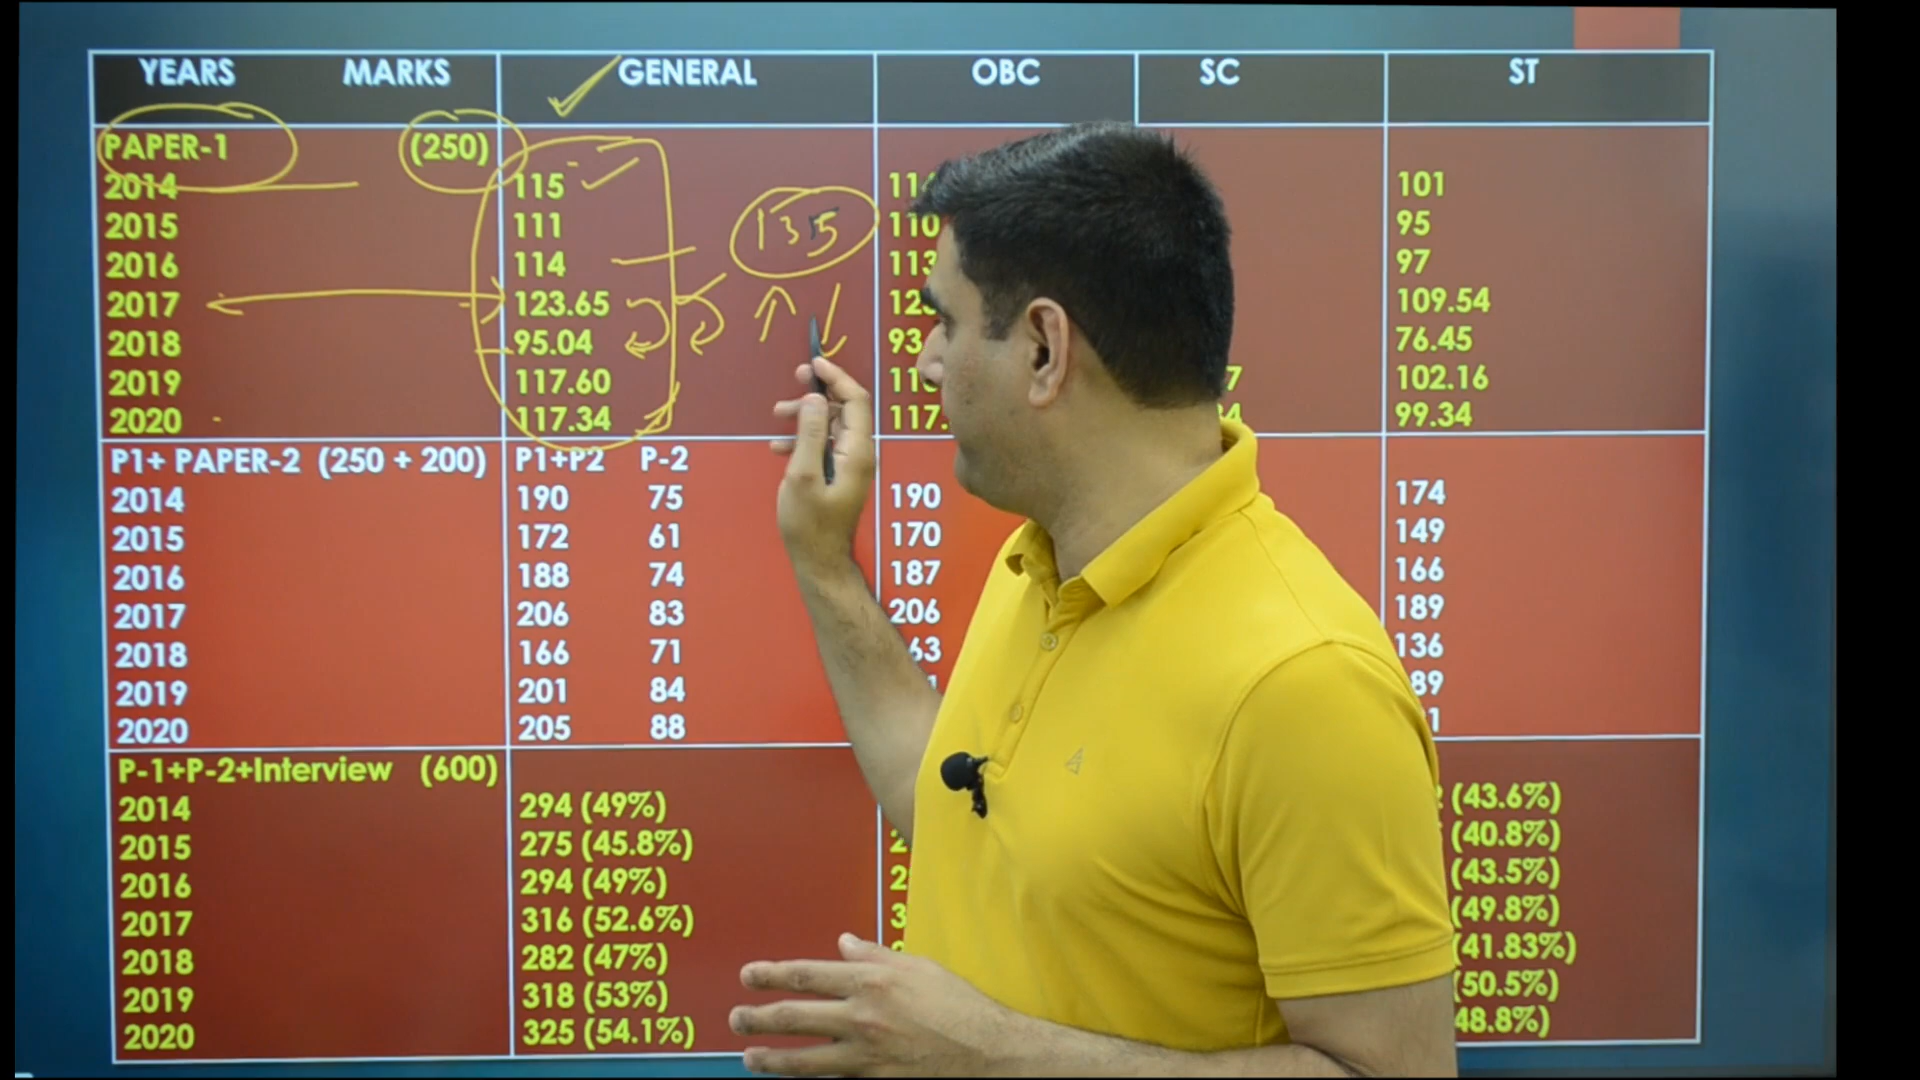 YEARS MARKS GENERAL OBC SC ST
PAPER-1 (250)
2014 115 101
2015 111 110 95
2016 114 113 97
2017 123.65 109.54
2018 95.04 76.45
2019 117.60 102.16
2020 117.34 99.34
135
P1+ PAPER-2 (250 + 200) P1+P2 P-2
2014 190 75 190 174
2015 172 61 170 149
2016 188 74 187 166
2017 206 83 206 189
2018 166 71 136
2019 201 84
2020 205 88
P-1+P-2+Interview (600)
2014 294 (49%) (43.6%)
2015 275 (45.8%) (40.8%)
2016 294 (49%) (43.5%)
2017 316 (52.6%) (49.8%)
2018 282 (47%) (41.83%)
2019 318 (53%) (50.5%)
2020 325 (54.1%) 48.8%)